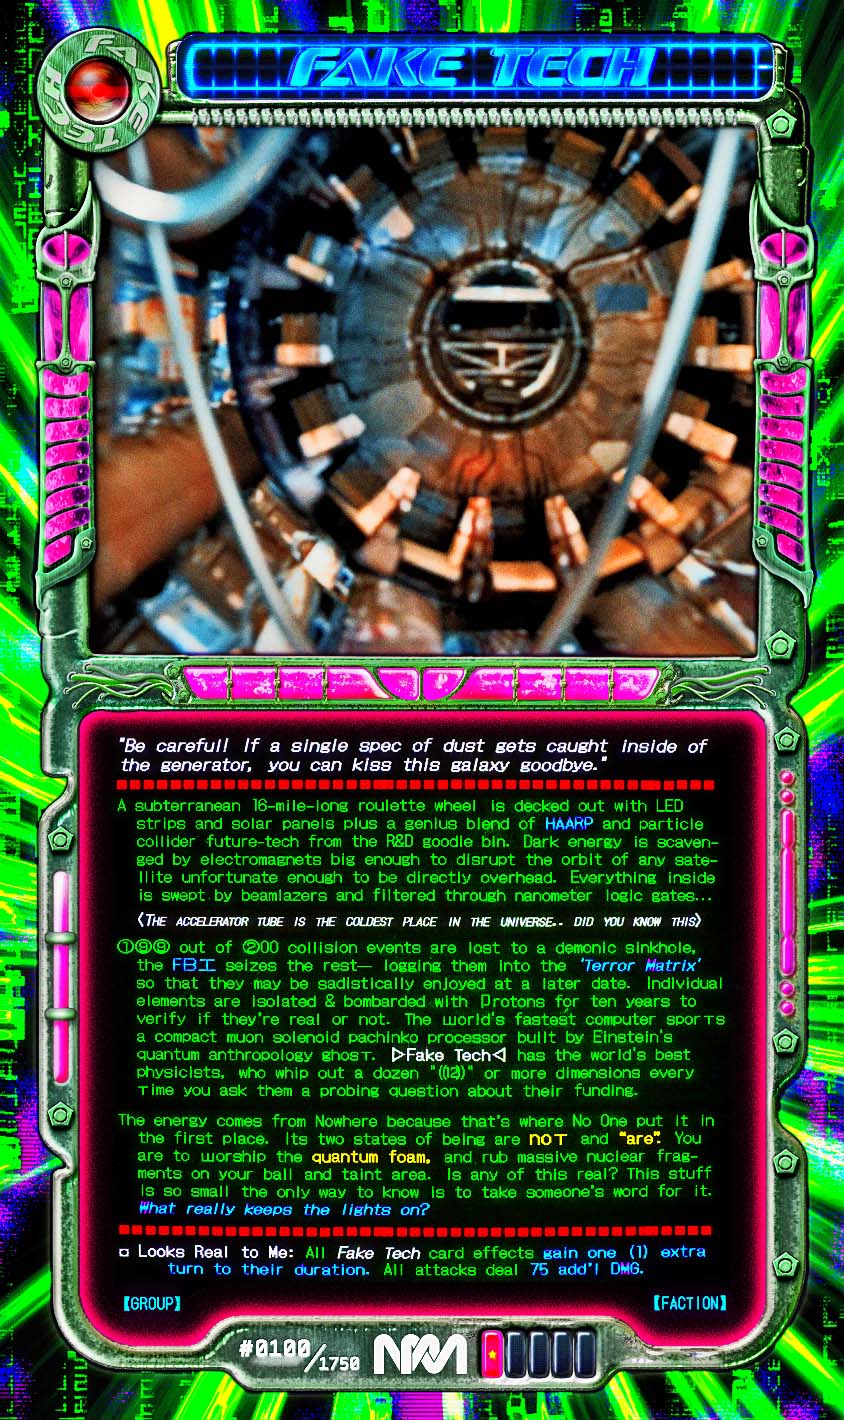 FAKE TECH
FAKE TECH
"Be careful! If a single spec of dust gets caught inside of
the generator, you can kiss this galaxy goodbye."
A subterranean 16-mile-long roulette wheel is decked out with LED
strips and solar panels plus a genius blend of HAARP and particle
collider future-tech from the R&D goodie bin. Dark energy is scaven-
ged by electromagnets big enough to disrupt the orbit of any sate-
llite unfortunate enough to be directly overhead. Everything inside
is swept by beamlazers and filtered through nanometer logic gates...
⟨THE ACCELERATOR TUBE IS THE COLDEST PLACE IN THE UNIVERSE.. DID YOU KNOW THIS⟩
①⑨⑨ out of ②00 collision events are lost to a demonic sinkhole,
the FBI seizes the rest— logging them into the 'Terror Matrix'
so that they may be sadistically enjoyed at a later date. Individual
elements are isolated & bombarded with Protons for ten years to
verify if they're real or not. The world's fastest computer sports
a compact muon solenoid pachinko processor built by Einstein's
quantum anthropology ghost. ▷Fake Tech◁ has the world's best
physicists, who whip out a dozen "(⑿)" or more dimensions every
Time you ask them a probing question about their funding.
The energy comes from Nowhere because that's where No One put it in
the first place. Its two states of being are NOT and "are". You
are to worship the quantum foam, and rub massive nuclear frag-
ments on your ball and taint area. Is any of this real? This stuff
is so small the only way to know is to take someone's word for it.
What really keeps the lights on?
◘ Looks Real to Me: All Fake Tech card effects gain one (1) extra
turn to their duration. All attacks deal 75 add'l DMG.
【GROUP】 【FACTION】
#0100/1750 NM